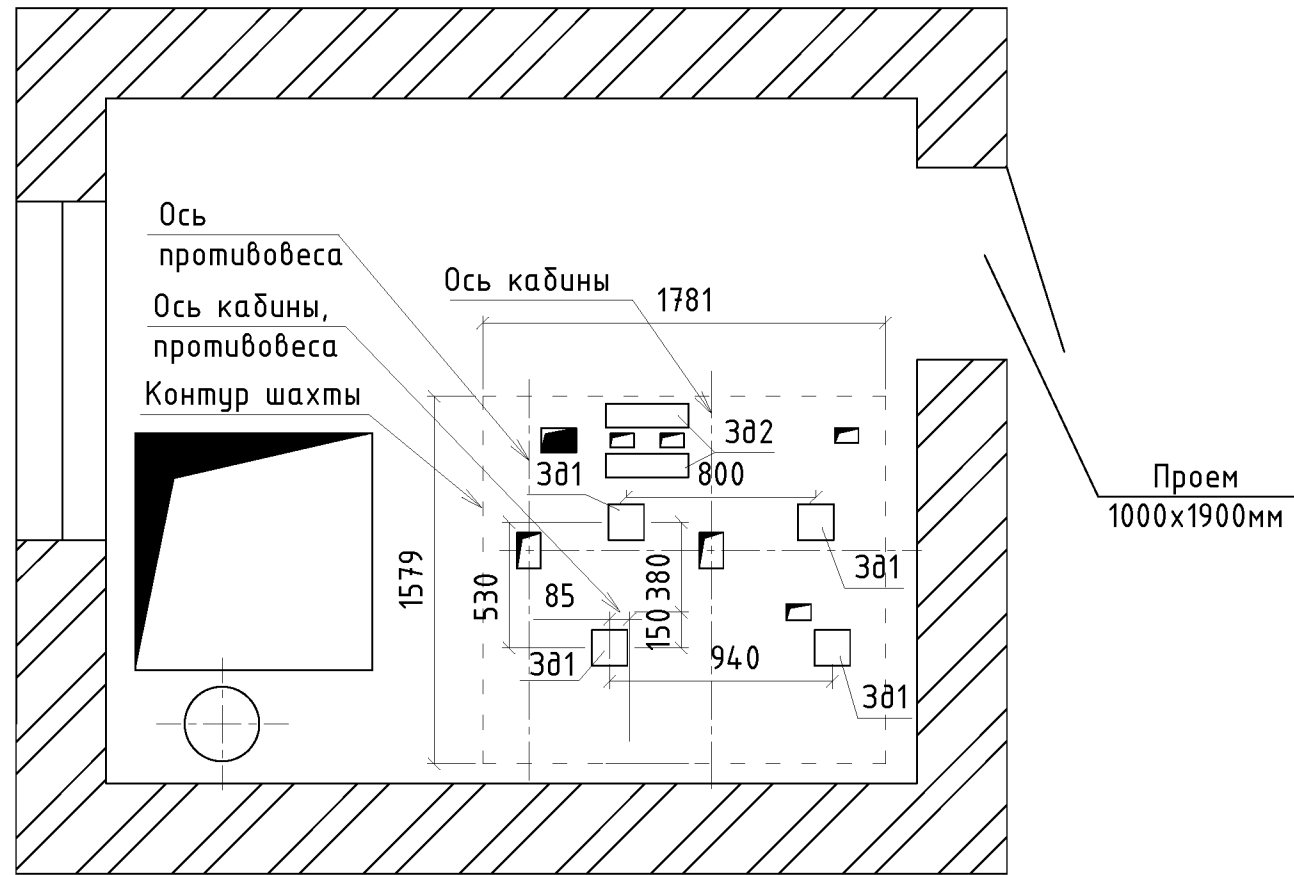 Ось
противовеса
Ось кабины
1781
Ось кабины,
противовеса
Контур шахты
Зд2
Зд1
800
Проем
1000х1900мм
1579
530
85
380
Зд1
150
Зд1
940
Зд1